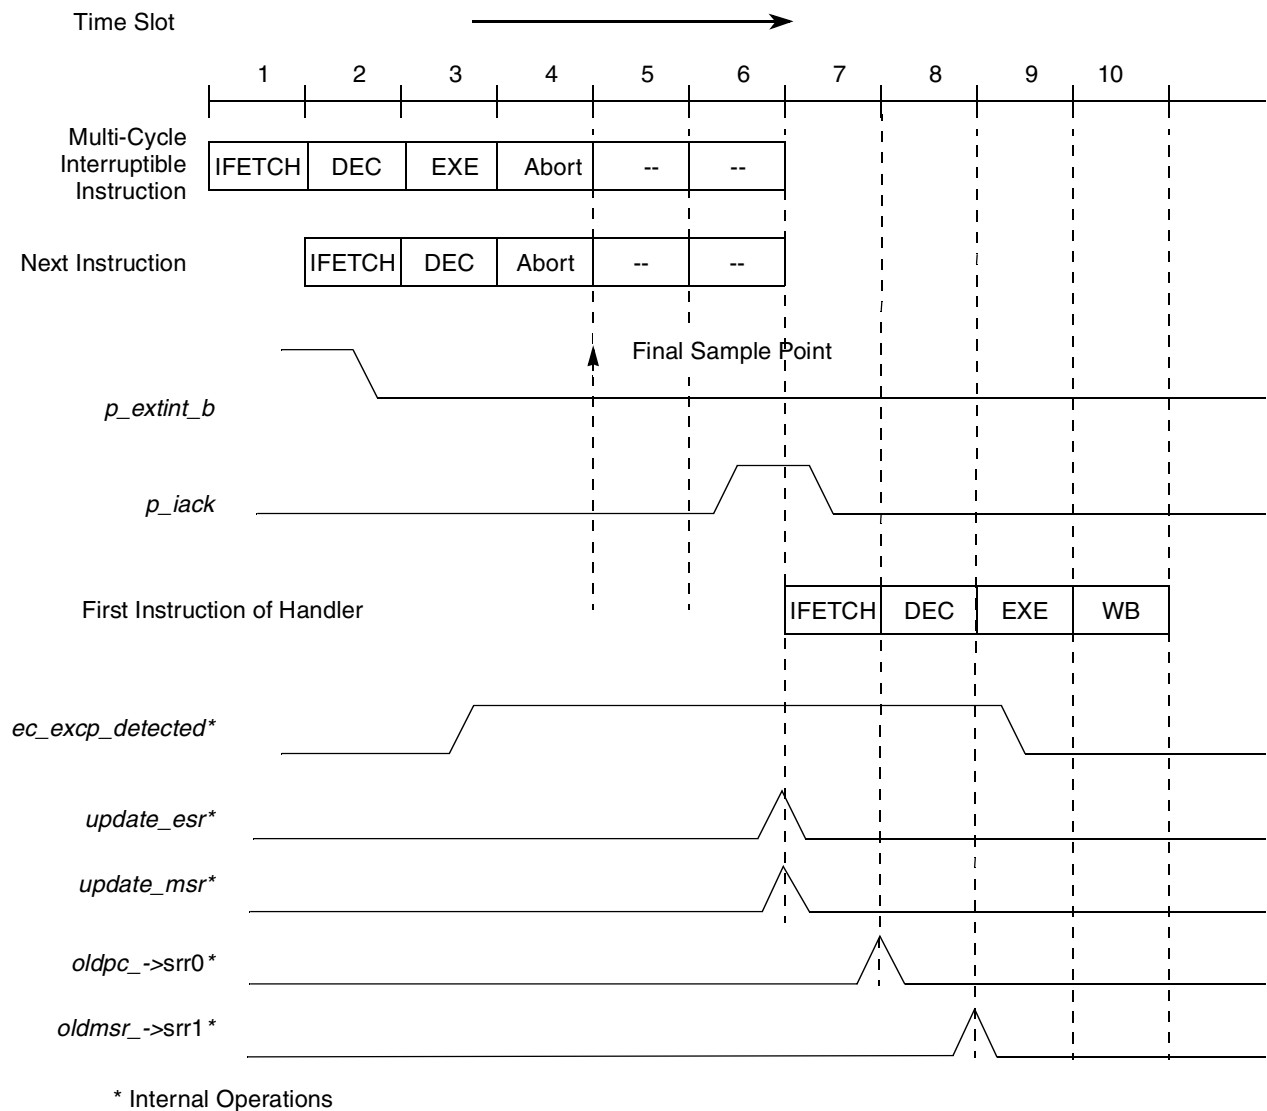 Time Slot
1 2 3 4 5 6 7 8 9 10
Multi-Cycle
Interruptible
Instruction
IFETCH DEC EXE Abort -- --
Next Instruction
IFETCH DEC Abort -- --
Final Sample Point
p_extint_b
p_iack
First Instruction of Handler
IFETCH DEC EXE WB
ec_excp_detected*
update_esr*
update_msr*
oldpc_->srr0*
oldmsr_->srr1*
* Internal Operations